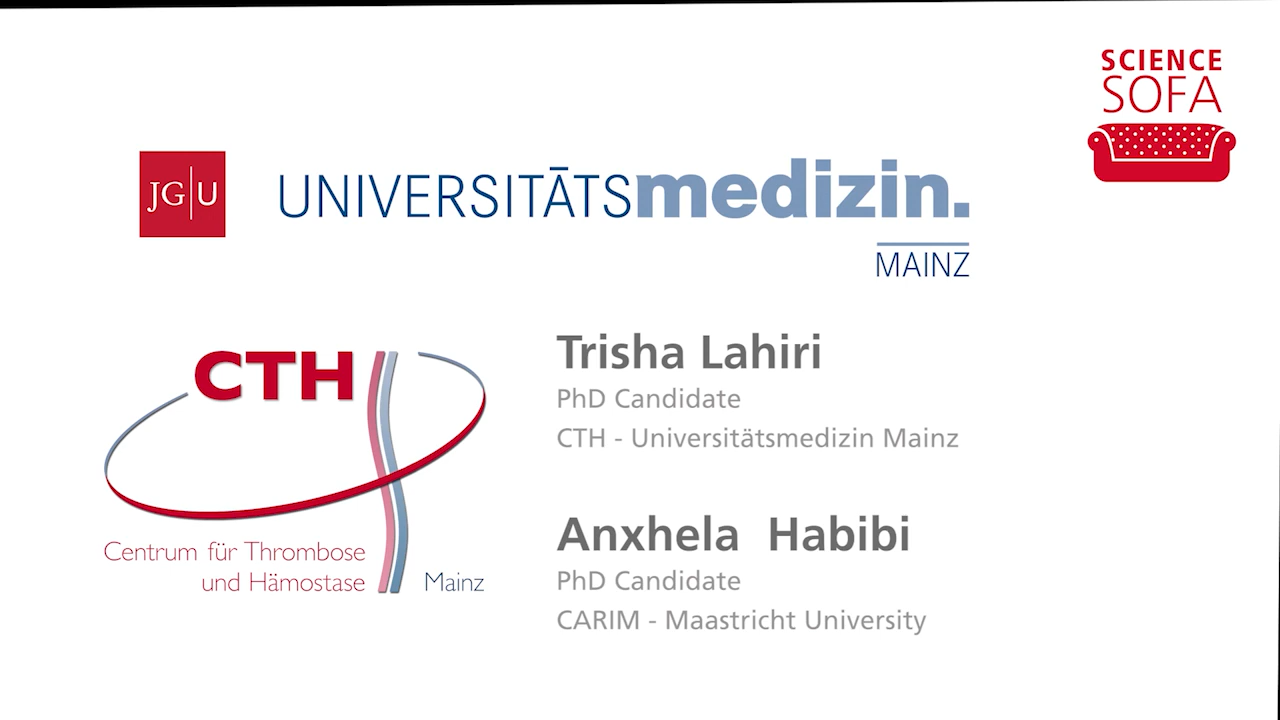 SCIENCE
SOFA
JG|U
UNIVERSITÄTSmedizin.
MAINZ
CTH
Centrum für Thrombose
und Hämostase
Mainz
Trisha Lahiri
PhD Candidate
CTH - Universitätsmedizin Mainz
Anxhela Habibi
PhD Candidate
CARIM - Maastricht University